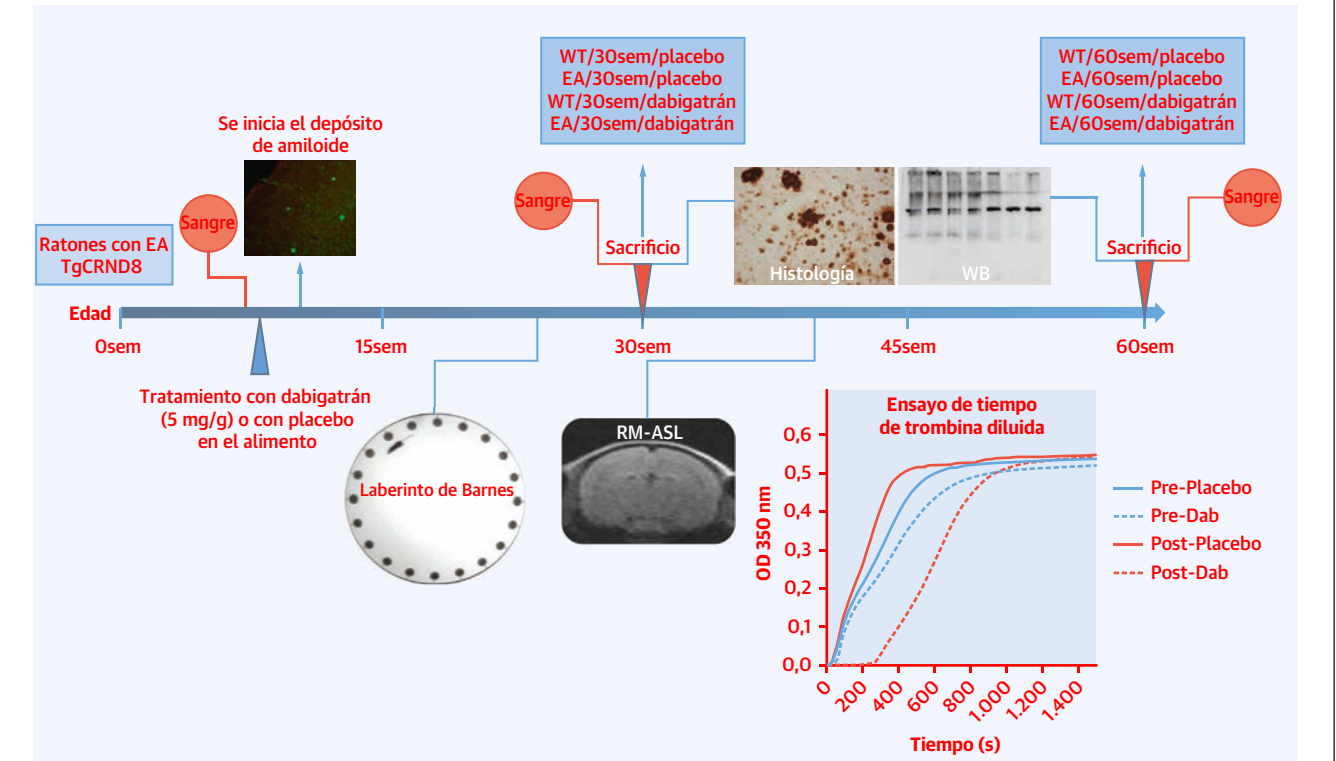 WT/30sem/placebo
EA/30sem/placebo
WT/30sem/dabigatrán
EA/30sem/dabigatrán
WT/60sem/placebo
EA/60sem/placebo
WT/60sem/dabigatrán
EA/60sem/dabigatrán
Se inicia el depósito
de amiloide
Ratones con EA
TgCRND8
Sangre
Sangre
Sacrificio
Histología
WB
Sacrificio
Sangre
Edad
0sem
15sem
30sem
45sem
60sem
Tratamiento con dabigatrán
(5 mg/g) o con placebo
en el alimento
Laberinto de Barnes
RM-ASL
Ensayo de tiempo
de trombina diluida
OD 350 nm
0,6
0,5
0,4
0,3
0,2
0,1
0,0
0
200
400
600
800
1.000
1.200
1.400
Tiempo (s)
Pre-Placebo
Pre-Dab
Post-Placebo
Post-Dab